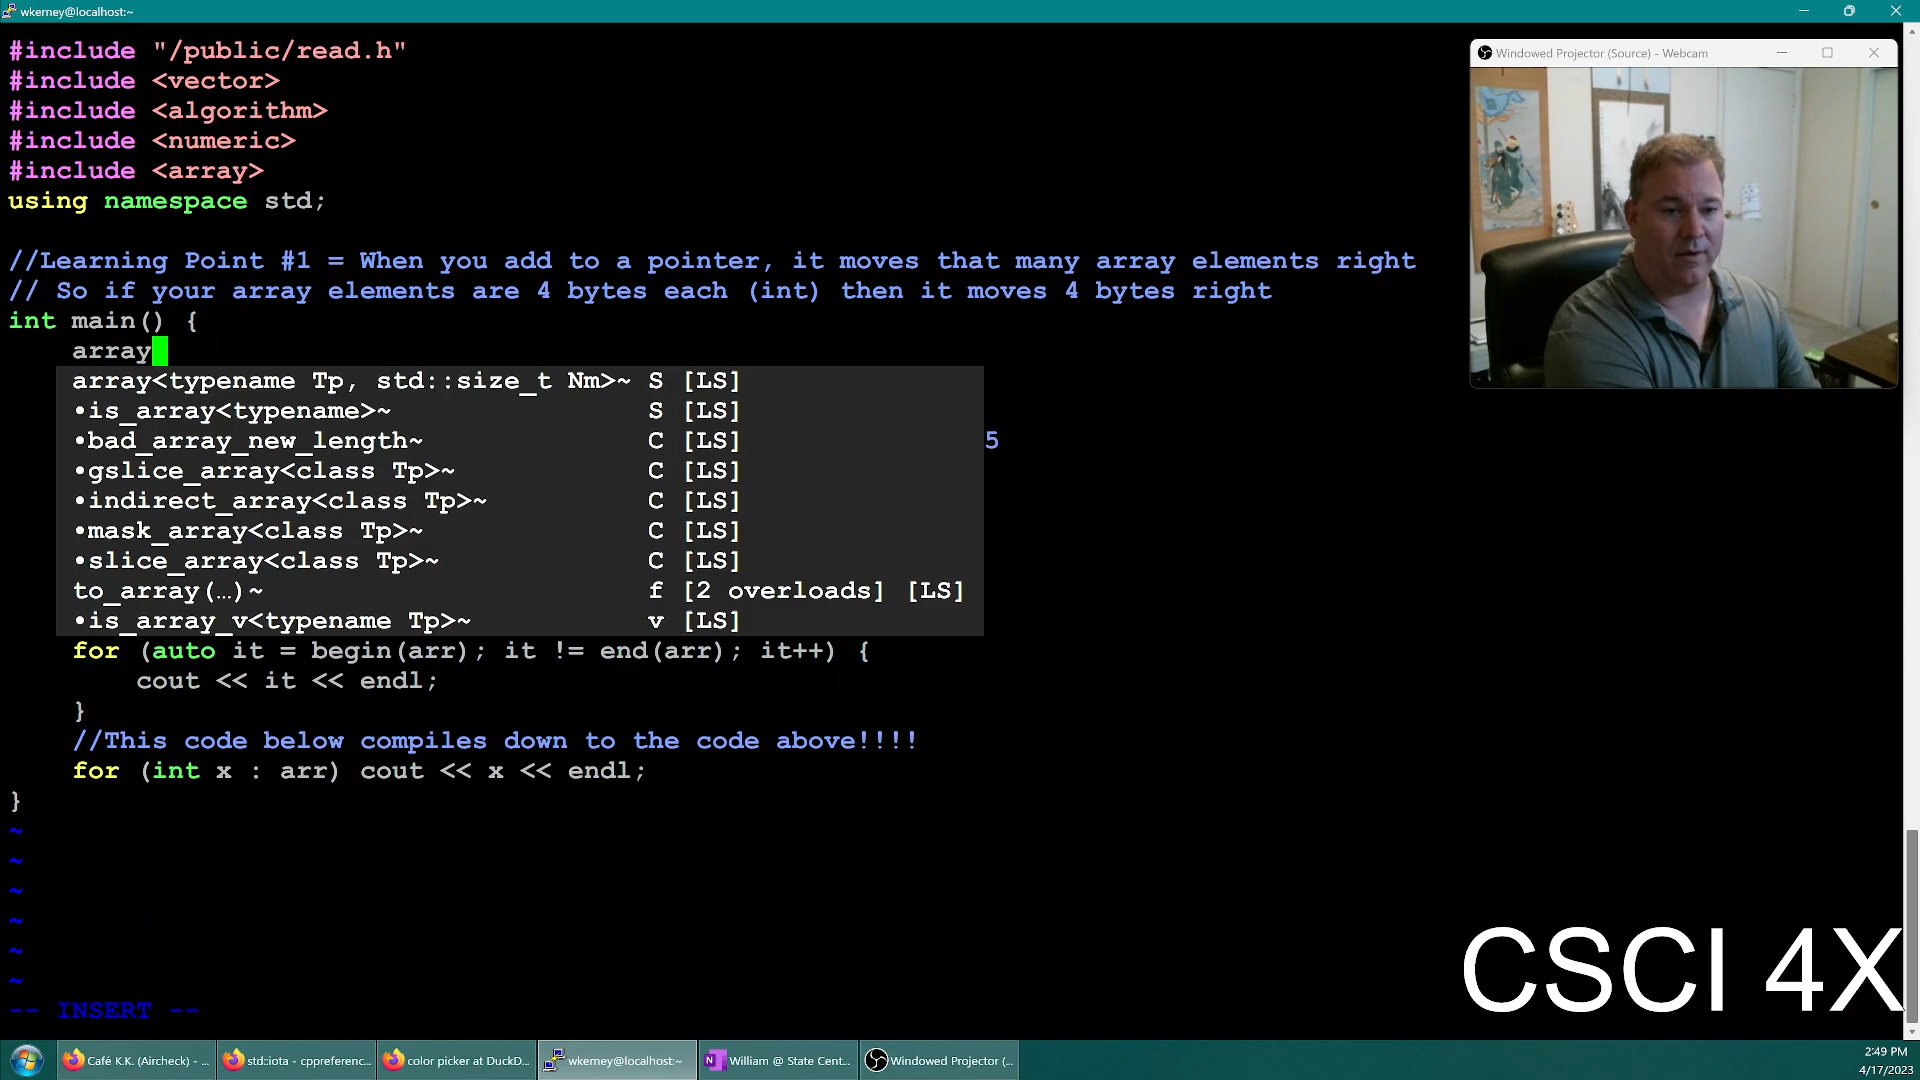 wkerney@localhost:~
#include "/public/read.h"
#include <vector>
#include <algorithm>
#include <numeric>
#include <array>
using namespace std;
//Learning Point #1 = When you add to a pointer, it moves that many array elements right
// So if your array elements are 4 bytes each (int) then it moves 4 bytes right
int main() {
array
array<typename Tp, std::size_t Nm>~ S [LS]
•is_array<typename>~ S [LS]
•bad_array_new_length~ C [LS]
5
•gslice_array<class Tp>~ C [LS]
•indirect_array<class Tp>~ C [LS]
•mask_array<class Tp>~ C [LS]
•slice_array<class Tp>~ C [LS]
to_array(…)~ f [2 overloads] [LS]
•is_array_v<typename Tp>~ v [LS]
for (auto it = begin(arr); it != end(arr); it++) {
cout << it << endl;
}
//This code below compiles down to the code above!!!!
for (int x : arr) cout << x << endl;
}
~
~
~
~
~
~
-- INSERT --
Windowed Projector (Source) - Webcam
CSCI 4X
Café K.K. (Aircheck) - ...
std::iota - cppreferenc...
color picker at DuckD...
wkerney@localhost:~
William @ State Cent...
Windowed Projector (...
2:49 PM
4/17/2023